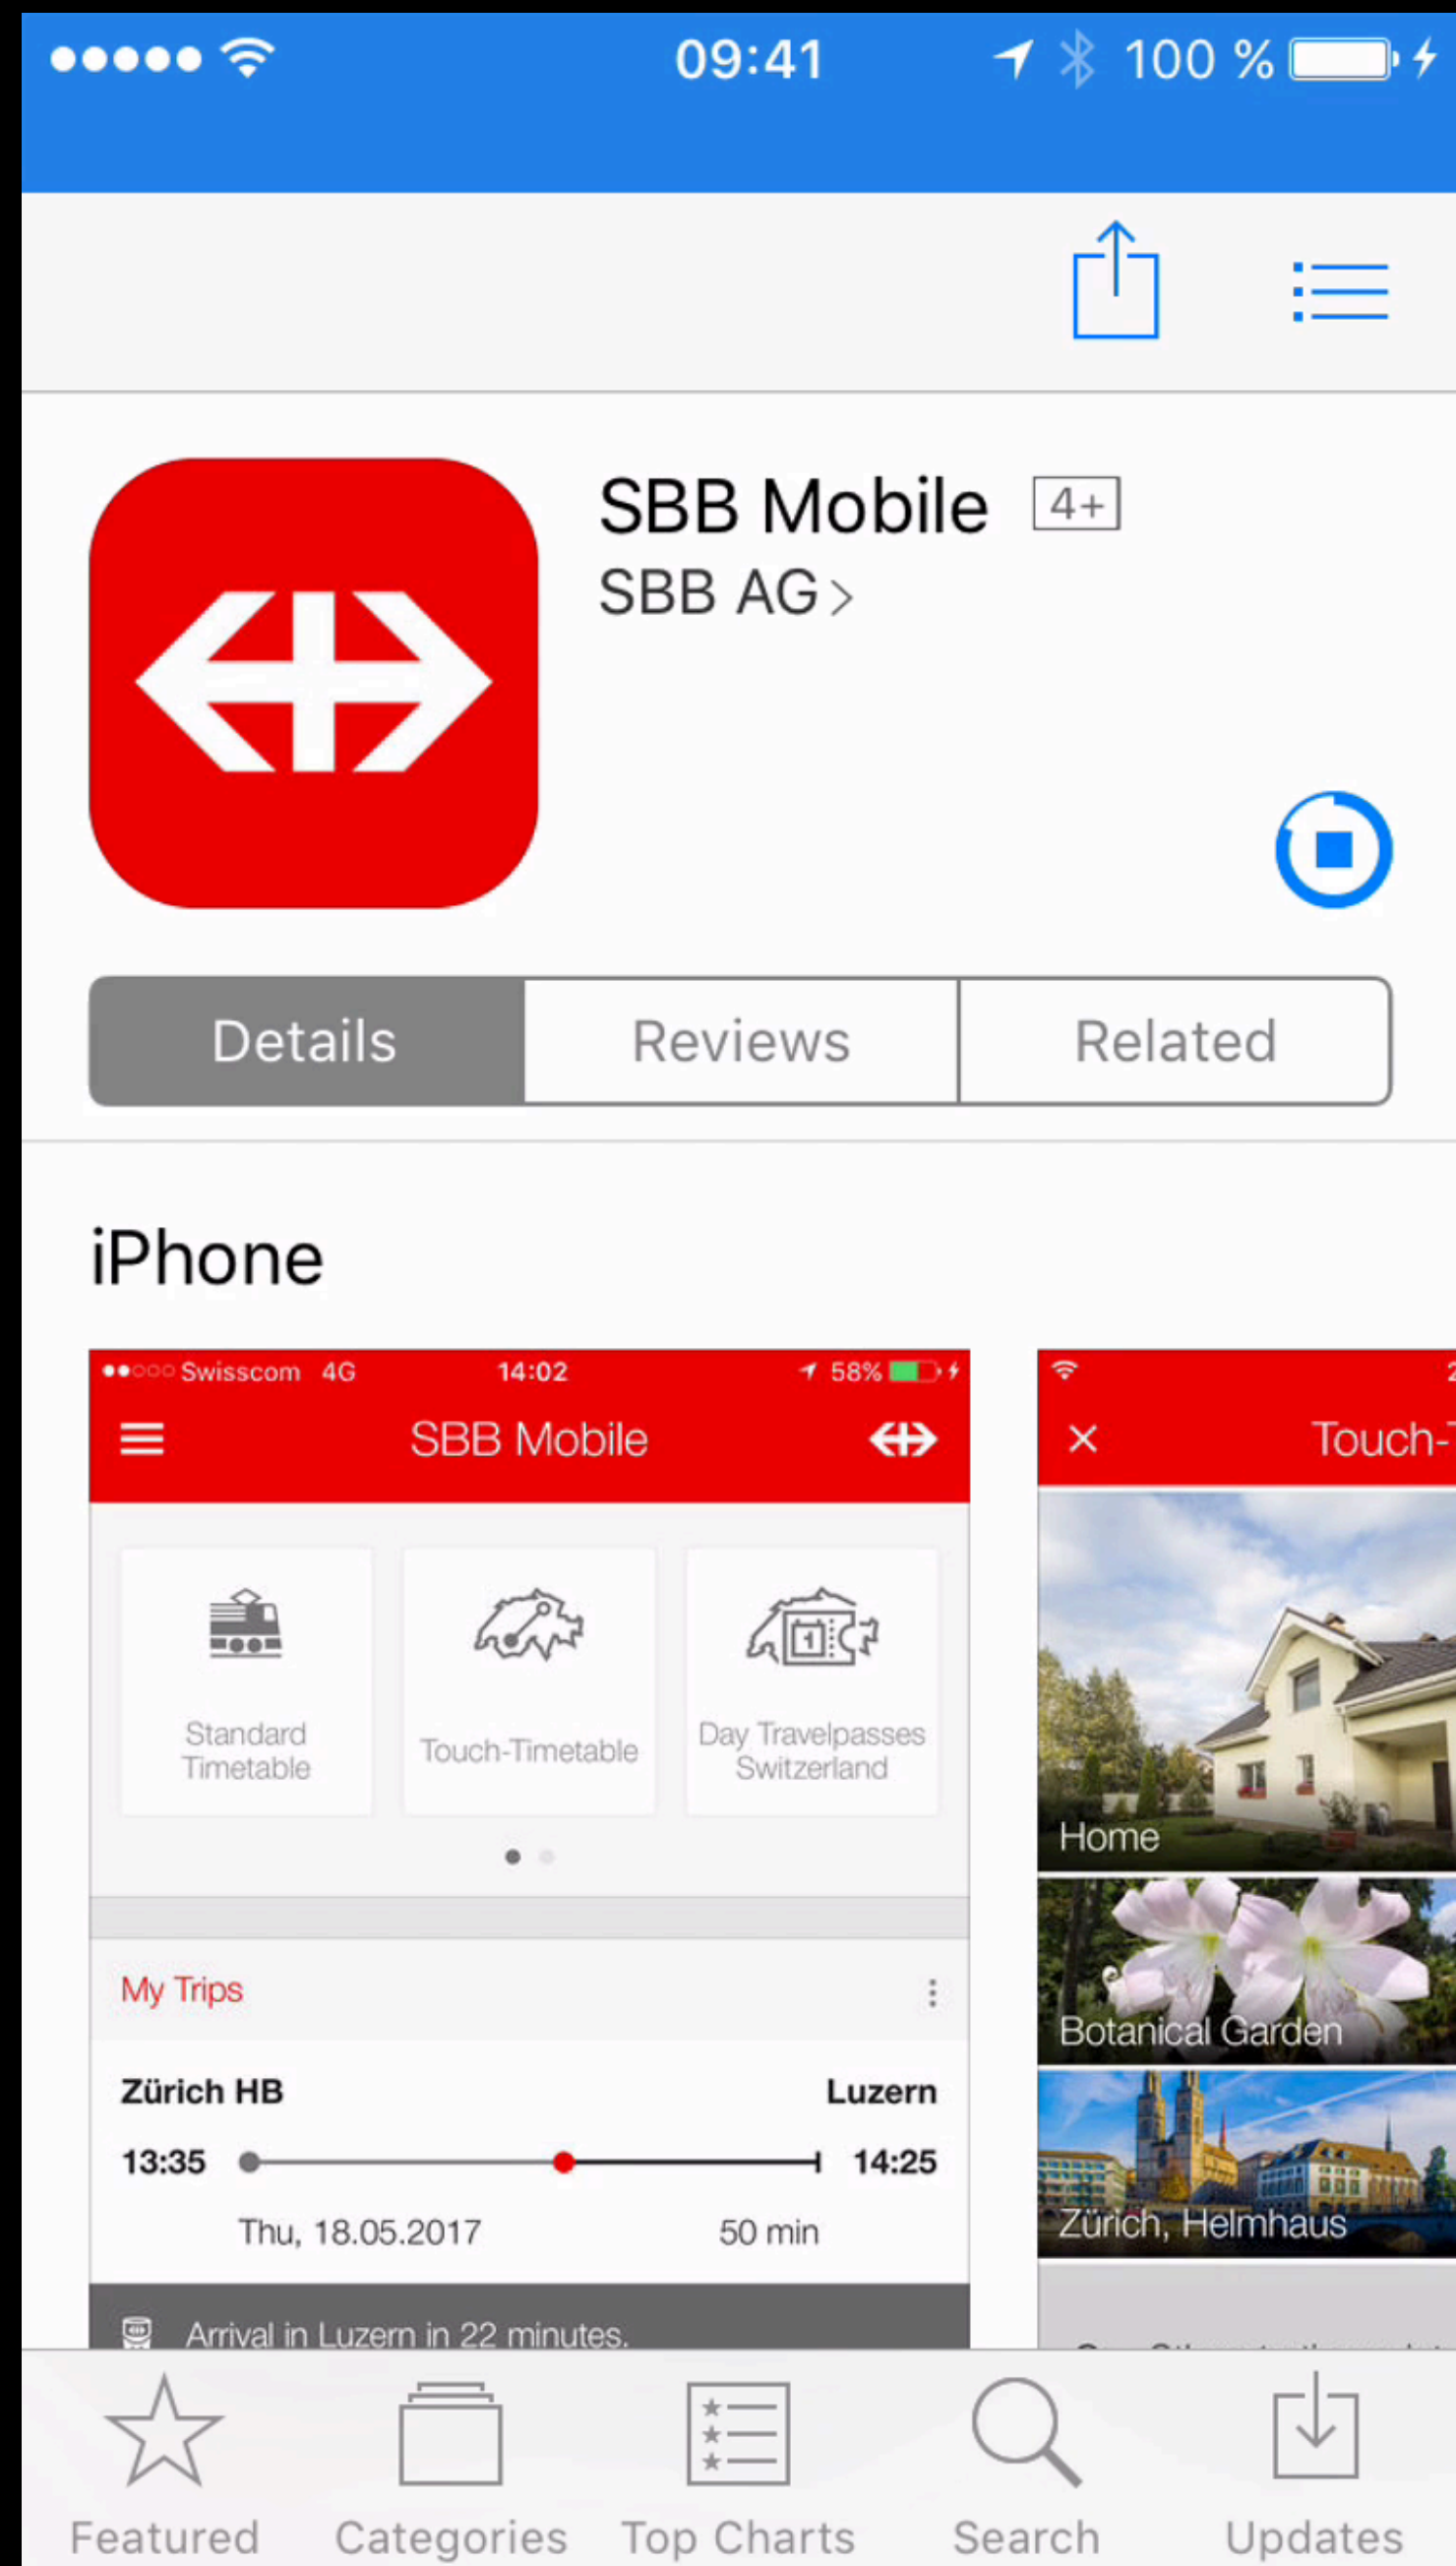 09:41 100 %
SBB Mobile 4+
SBB AG >
Details Reviews Related
iPhone
Swisscom 4G 14:02 58%
SBB Mobile
Standard
Timetable
Touch-Timetable
Day Travelpasses
Switzerland
1
My Trips
Zürich HB Luzern
13:35 14:25
Thu, 18.05.2017 50 min
Arrival in Luzern in 22 minutes.
Touch-
Home
Botanical Garden
Zürich, Helmhaus
Featured Categories Top Charts Search Updates